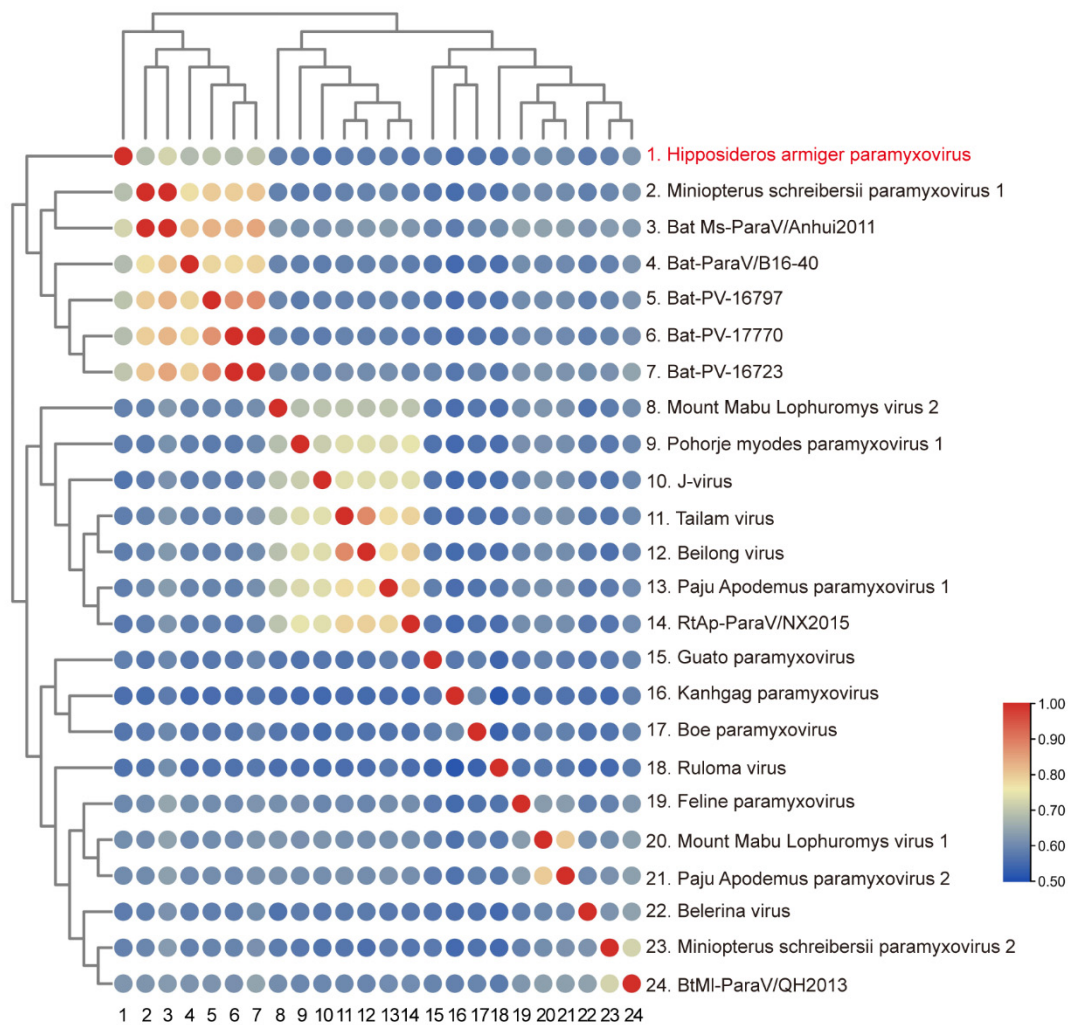 1. Hipposideros armiger paramyxovirus
2. Miniopterus schreibersii paramyxovirus 1
3. Bat Ms-ParaV/Anhui2011
4. Bat-ParaV/B16-40
5. Bat-PV-16797
6. Bat-PV-17770
7. Bat-PV-16723
8. Mount Mabu Lophuromys virus 2
9. Pohorje myodes paramyxovirus 1
10. J-virus
11. Tailam virus
12. Beilong virus
13. Paju Apodemus paramyxovirus 1
14. RtAp-ParaV/NX2015
15. Guato paramyxovirus
16. Kanhgag paramyxovirus
17. Boe paramyxovirus
18. Ruloma virus
19. Feline paramyxovirus
20. Mount Mabu Lophuromys virus 1
21. Paju Apodemus paramyxovirus 2
22. Belerina virus
23. Miniopterus schreibersii paramyxovirus 2
24. BtMl-ParaV/QH2013
1.00
0.90
0.80
0.70
0.60
0.50
1 2 3 4 5 6 7 8 9 10 11 12 13 14 15 16 17 18 19 20 21 22 23 24